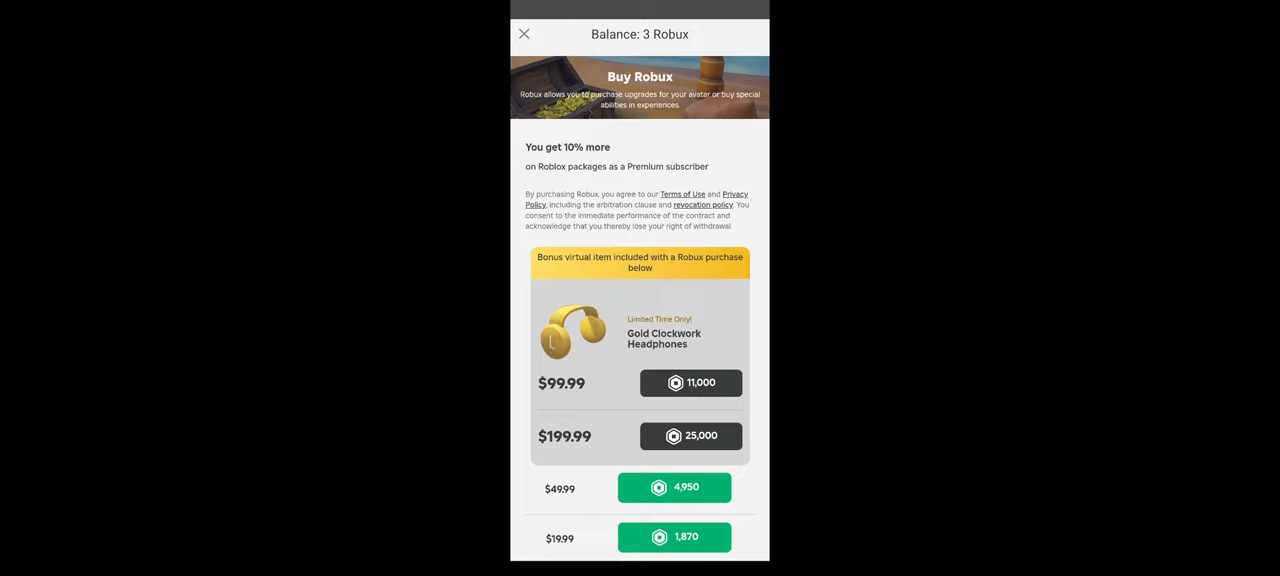 Balance: 3 Robux
Buy Robux
Robux allows you to purchase upgrades for your avatar or buy special
abilities in experiences.
You get 10% more
on Roblox packages as a Premium subscriber
By purchasing Robux, you agree to our Terms of Use and Privacy
Policy, including the arbitration clause and revocation policy. You
consent to the immediate performance of the contract and
acknowledge that you thereby lose your right of withdrawal.
Bonus virtual item included with a Robux purchase
below
Limited Time Only!
Gold Clockwork
Headphones
$99.99 11,000
$199.99 25,000
$49.99 4,950
$19.99 1,870